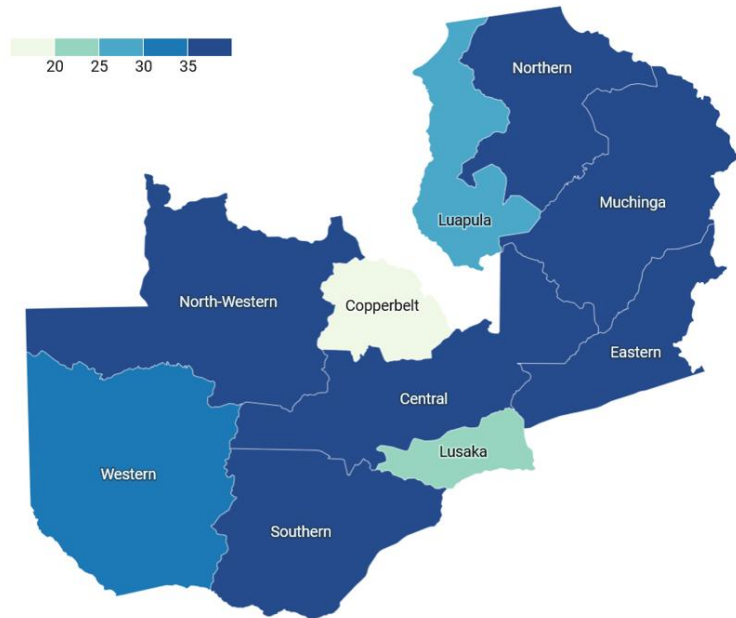 20 25 30 35
Northern
Muchinga
Luapula
North-Western
Copperbelt
Eastern
Central
Lusaka
Western
Southern